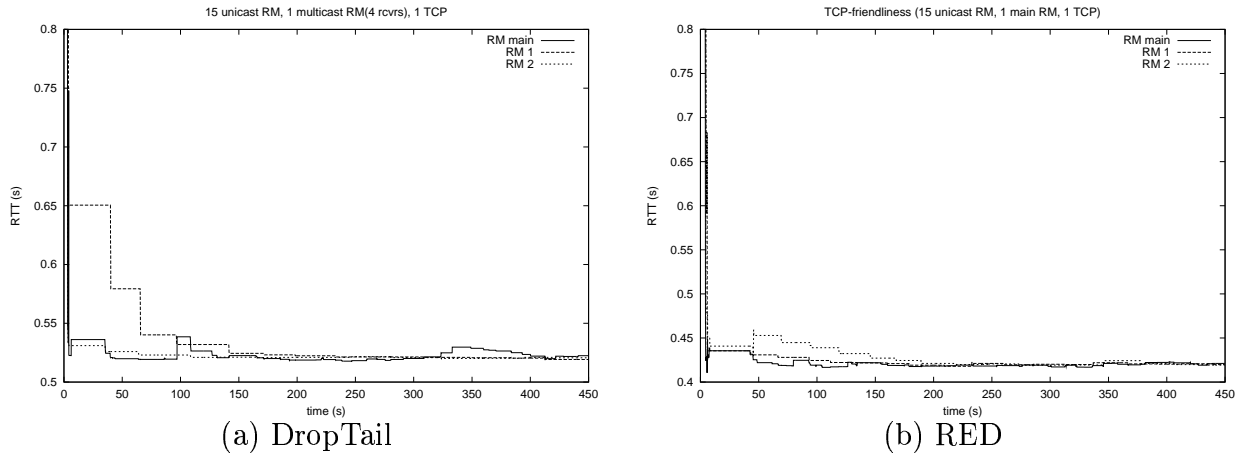 15 unicast RM, 1 multicast RM(4 rcvrs), 1 TCP
RM main
RM 1
RM 2
RTT (s)
0.8
0.75
0.7
0.65
0.6
0.55
0.5
0 50 100 150 200 250 300 350 400 450
time (s)
(a) DropTail
TCP-friendliness (15 unicast RM, 1 main RM, 1 TCP)
RM main
RM 1
RM 2
RTT (s)
0.8
0.75
0.7
0.65
0.6
0.55
0.5
0.45
0.4
0 50 100 150 200 250 300 350 400 450
time (s)
(b) RED